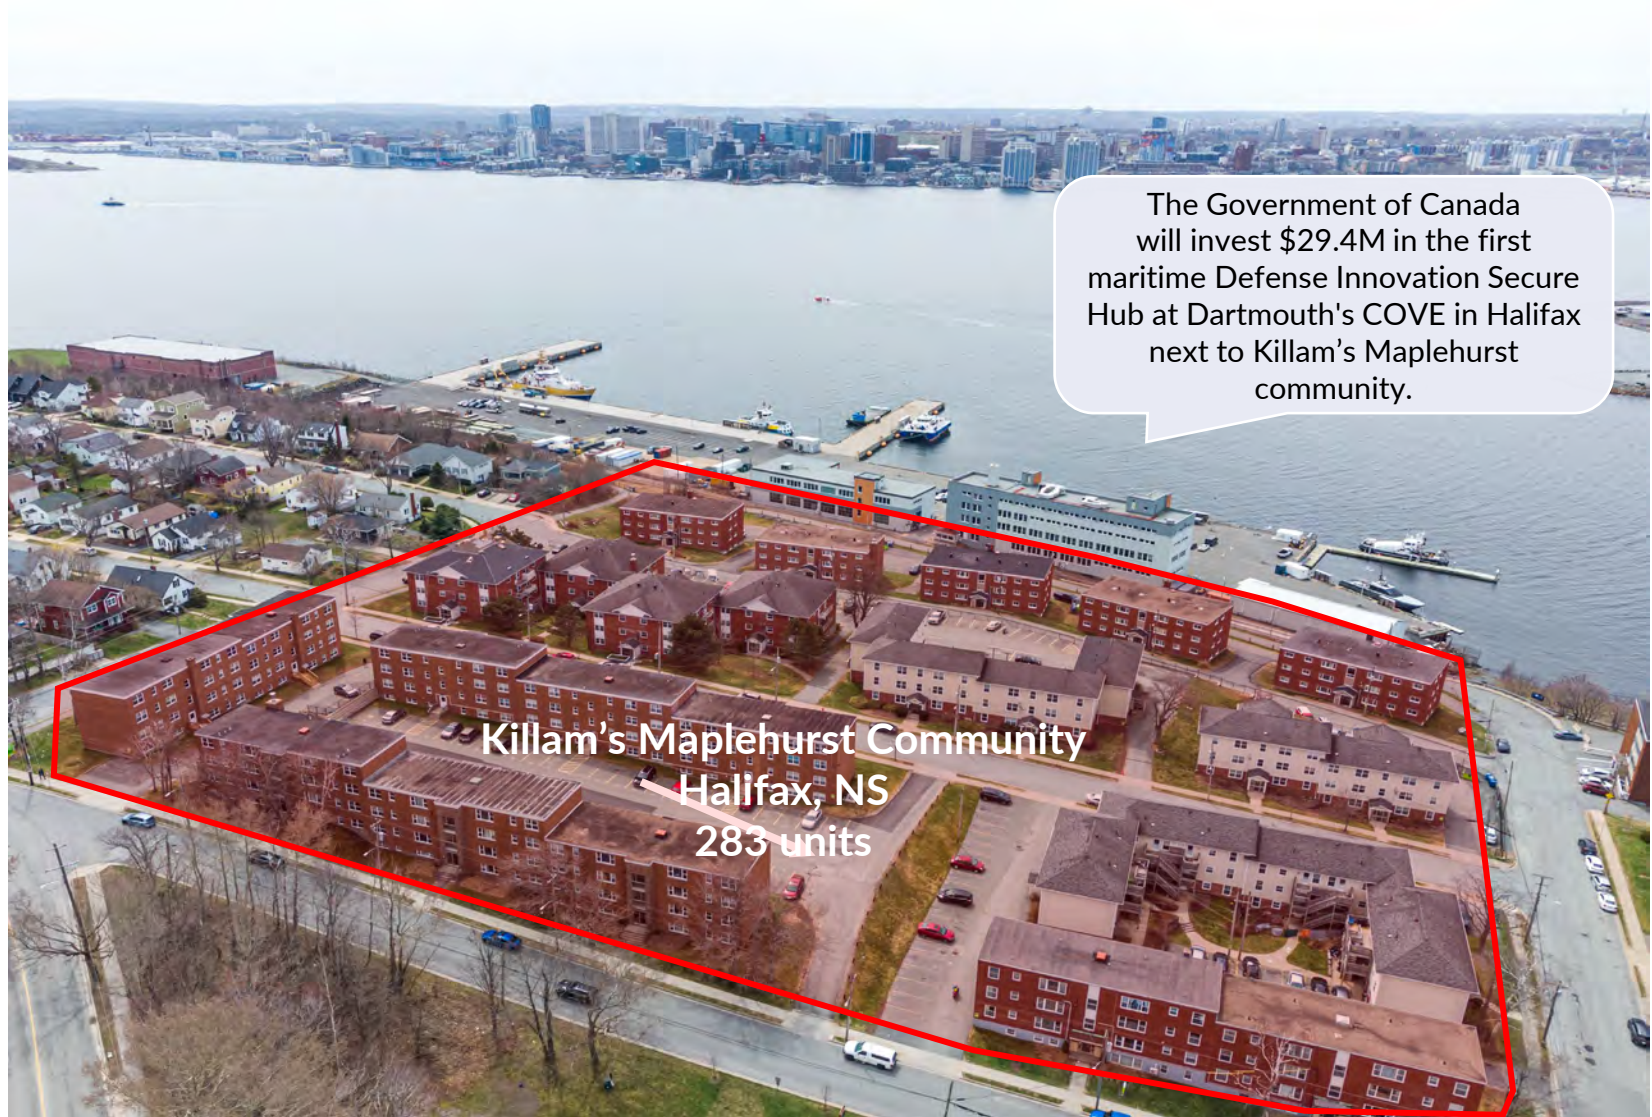 The Government of Canada
will invest $29.4M in the first
maritime Defense Innovation Secure
Hub at Dartmouth's COVE in Halifax
next to Killam’s Maplehurst
community.
Killam’s Maplehurst Community
Halifax, NS
283 units